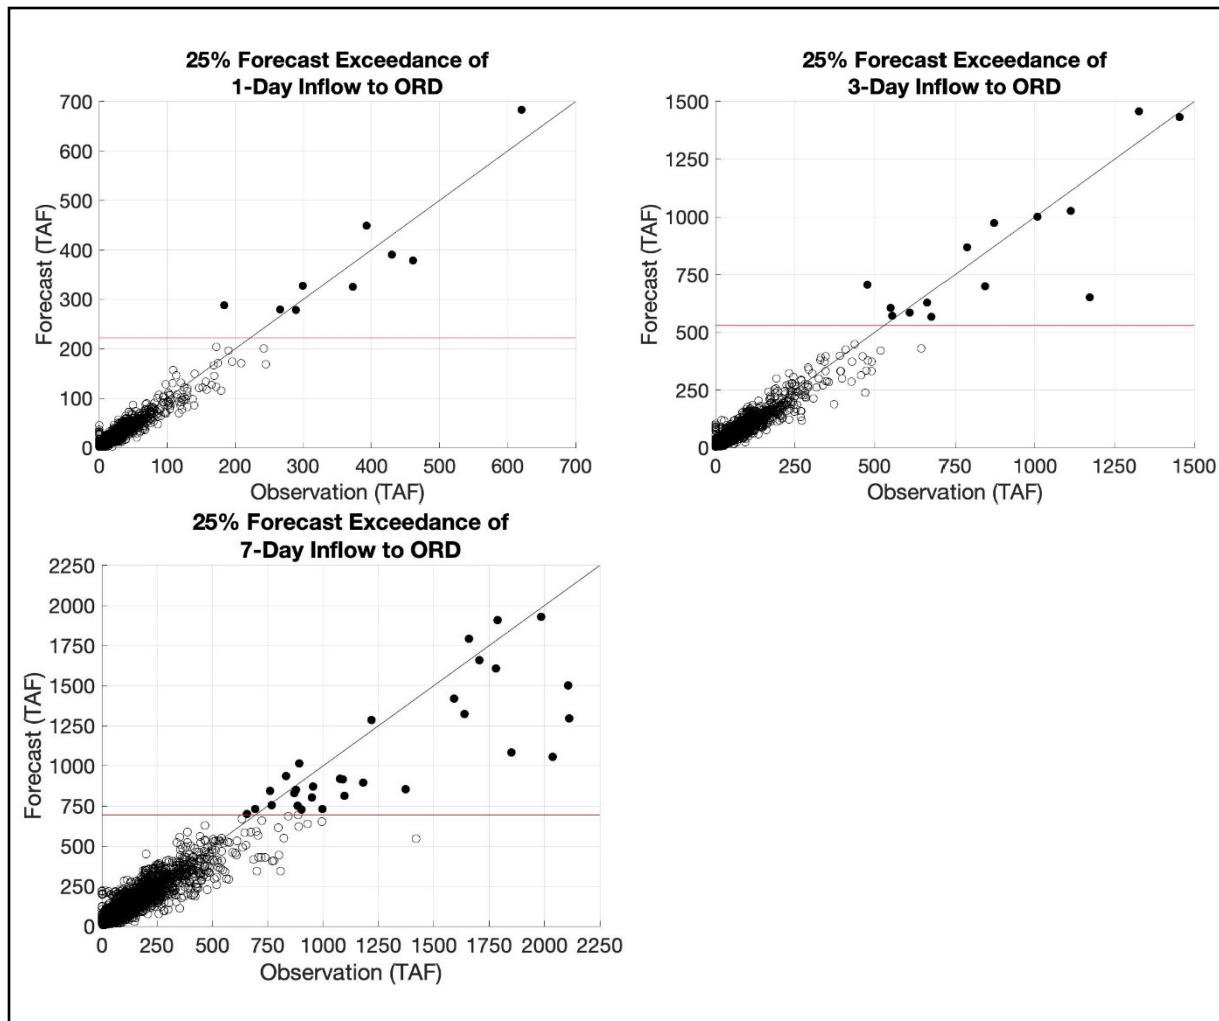 25% Forecast Exceedance of
1-Day Inflow to ORD
700
600
500
400
300
200
100
0
Forecast (TAF)
0 100 200 300 400 500 600 700
Observation (TAF)
25% Forecast Exceedance of
3-Day Inflow to ORD
1500
1250
1000
750
500
250
0
Forecast (TAF)
0 250 500 750 1000 1250 1500
Observation (TAF)
25% Forecast Exceedance of
7-Day Inflow to ORD
2250
2000
1750
1500
1250
1000
750
500
250
0
Forecast (TAF)
0 250 500 750 1000 1250 1500 1750 2000 2250
Observation (TAF)